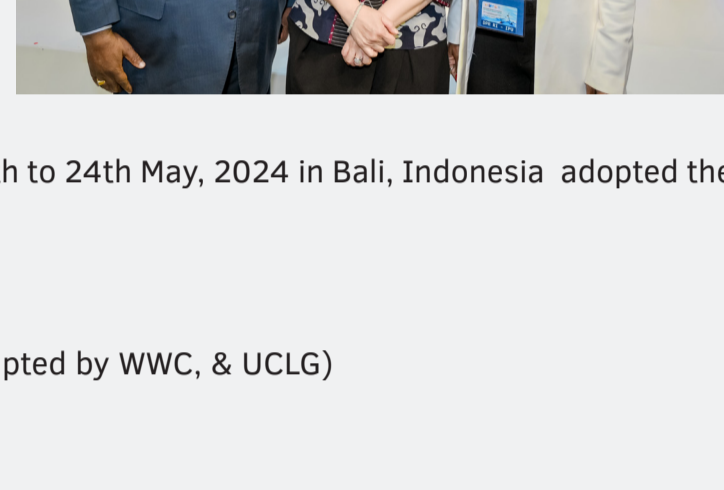 h to 24th May, 2024 in Bali, Indonesia adopted the
pted by WWC, & UCLG)